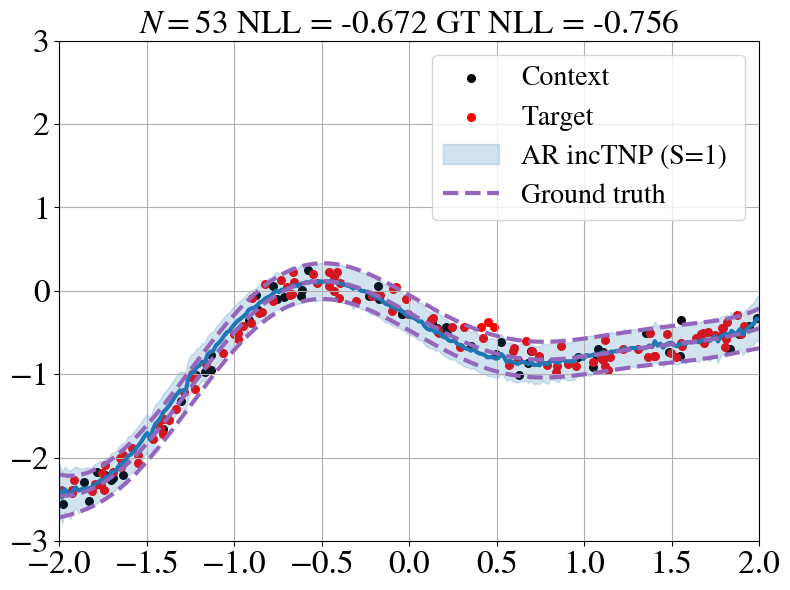 N = 53 NLL = -0.672 GT NLL = -0.756
3
2
1
0
−1
−2
−3
Context
Target
AR incTNP (S=1)
Ground truth
−2.0 −1.5 −1.0 −0.5 0.0 0.5 1.0 1.5 2.0